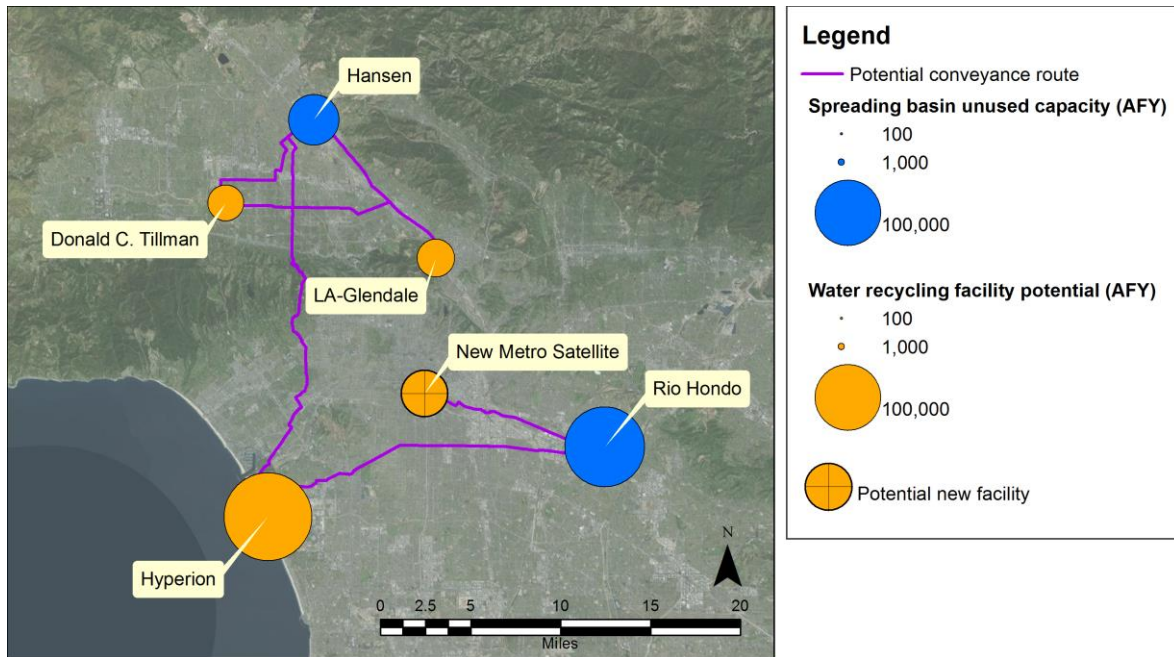 Hansen
Donald C. Tillman
LA-Glendale
New Metro Satellite
Rio Hondo
Hyperion
N
0 2.5 5 10 15 20
Miles
Legend
Potential conveyance route
Spreading basin unused capacity (AFY)
100
1,000
100,000
Water recycling facility potential (AFY)
100
1,000
100,000
Potential new facility